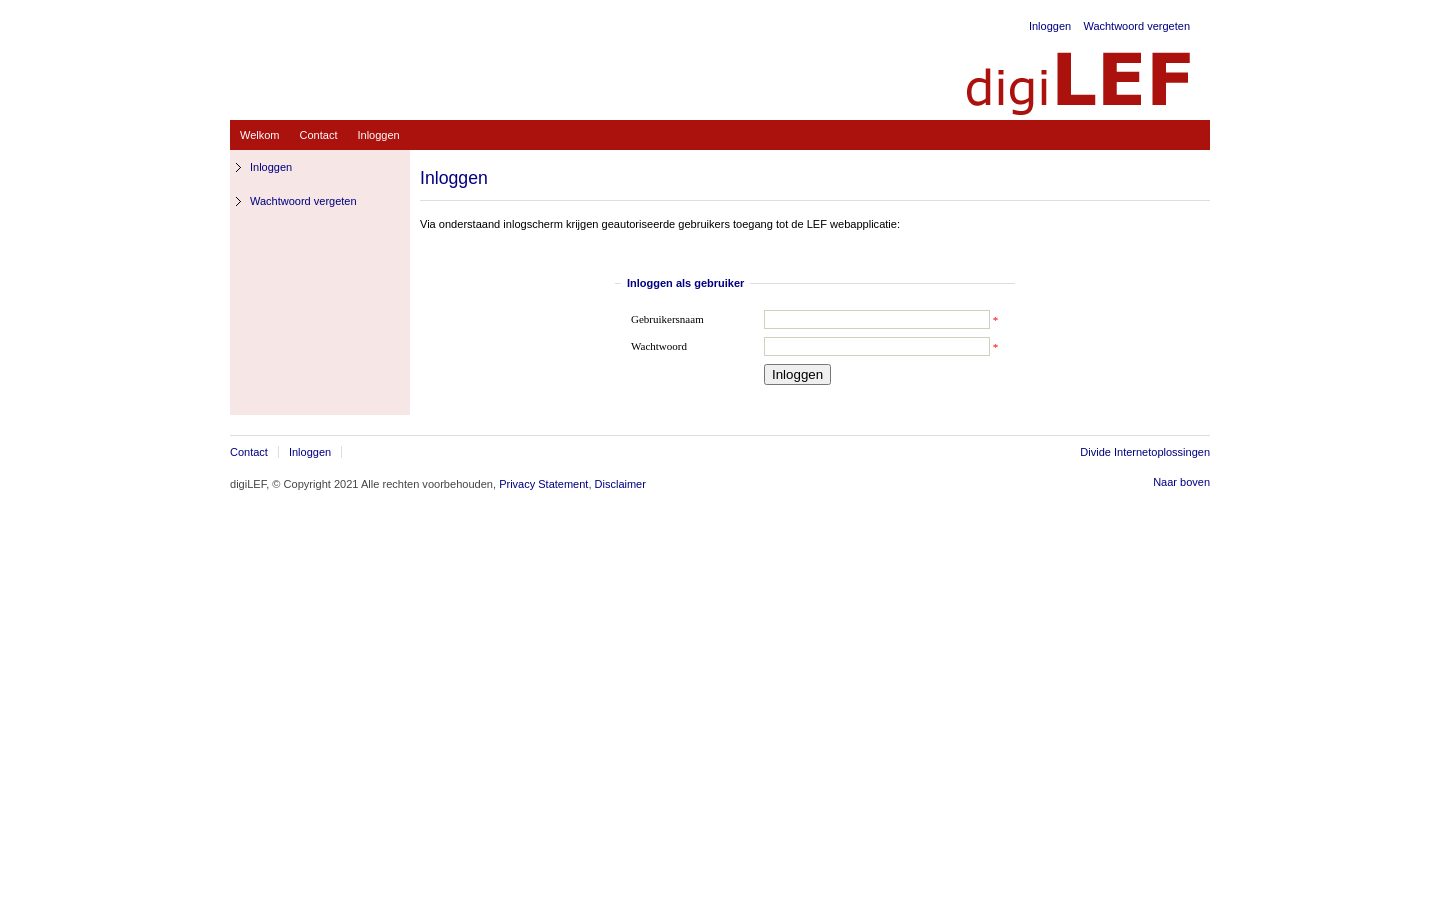 Inloggen Wachtwoord vergeten
digiLEF
Welkom Contact Inloggen
Inloggen
Wachtwoord vergeten
Inloggen
Via onderstaand inlogscherm krijgen geautoriseerde gebruikers toegang tot de LEF webapplicatie:
Inloggen als gebruiker
Gebruikersnaam *
Wachtwoord *
Inloggen
Contact Inloggen Divide Internetoplossingen
digiLEF, © Copyright 2021 Alle rechten voorbehouden, Privacy Statement, Disclaimer Naar boven